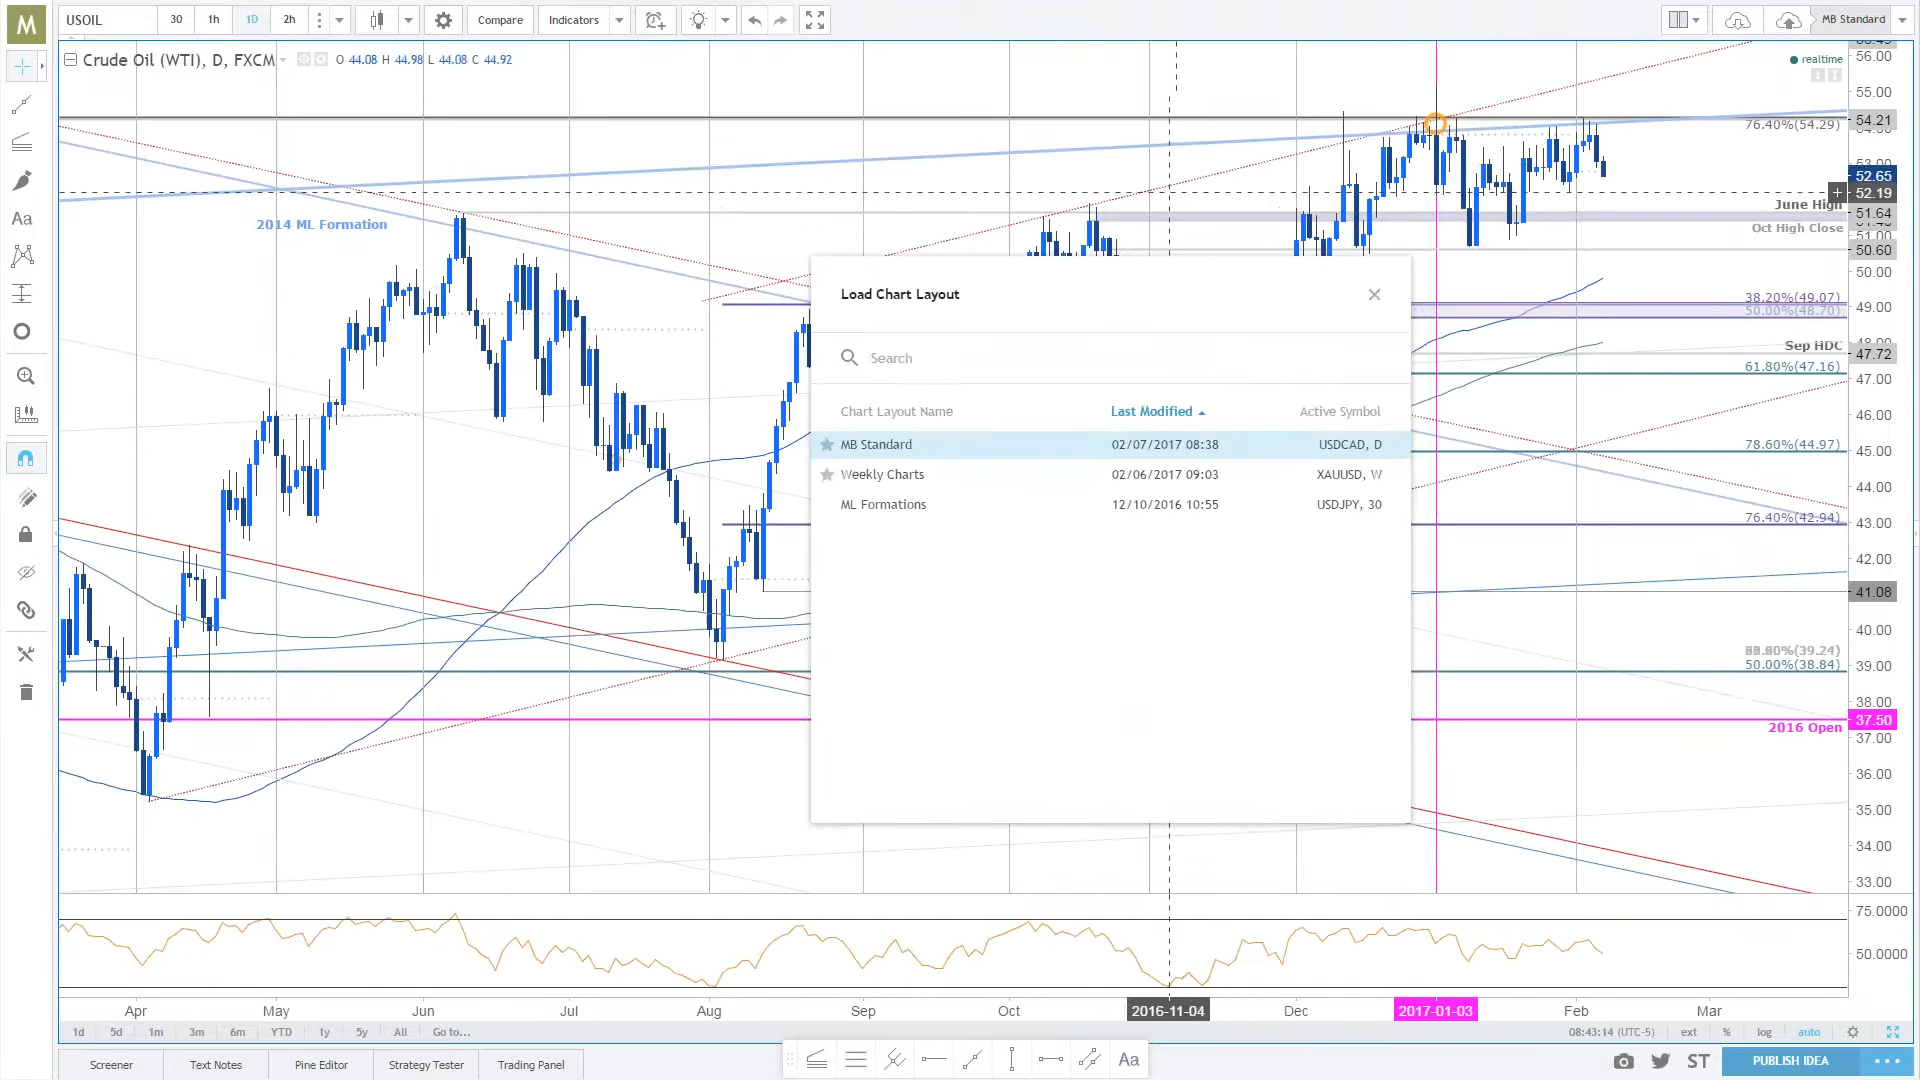 M
USOIL 30 1h 1D 2h Compare Indicators MB Standard
Crude Oil (WTI), D, FXCM O 44.08 H 44.98 L 44.08 C 44.92
realtime
56.00
55.00
54.21
76.40%(54.29)
53.00
52.65
52.19
June High
51.64
Oct High Close
51.00
50.60
2014 ML Formation
50.00
38.20%(49.07)
49.00
50.00%(48.70)
Sep HDC
47.72
61.80%(47.16)
47.00
46.00
78.60%(44.97)
45.00
44.00
76.40%(42.94)
43.00
42.00
41.08
40.00
50.00%(38.84)
39.00
38.00
37.50
2016 Open
37.00
36.00
35.00
34.00
33.00
75.0000
50.0000
Load Chart Layout
Search
Chart Layout Name Last Modified Active Symbol
MB Standard 02/07/2017 08:38 USDCAD, D
Weekly Charts 02/06/2017 09:03 XAUUSD, W
ML Formations 12/10/2016 10:55 USDJPY, 30
Aa
Apr May Jun Jul Aug Sep Oct 2016-11-04 Dec 2017-01-03 Feb Mar
1d 5d 1m 3m 6m YTD 1y 5y All Go to... 08:43:14 (UTC-5) ext % log auto
Screener Text Notes Pine Editor Strategy Tester Trading Panel Aa ST PUBLISH IDEA